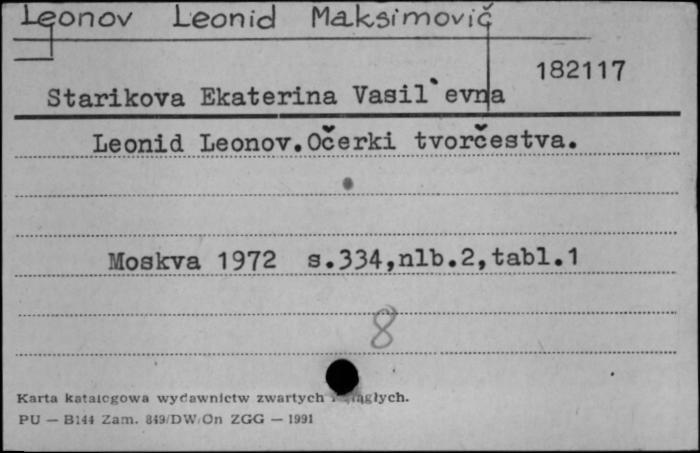 Leonov Leonid Maksimovič
182117
Starikova Ekaterina Vasil`evna
Leonid Leonov.Očerki tvorčestva.
Moskva 1972 s.334,nlb.2,tabl.1
8
Karta katalogowa wydawnictw zwartych
PU — B144 Zam. 849/DW/On ZGG — 1991